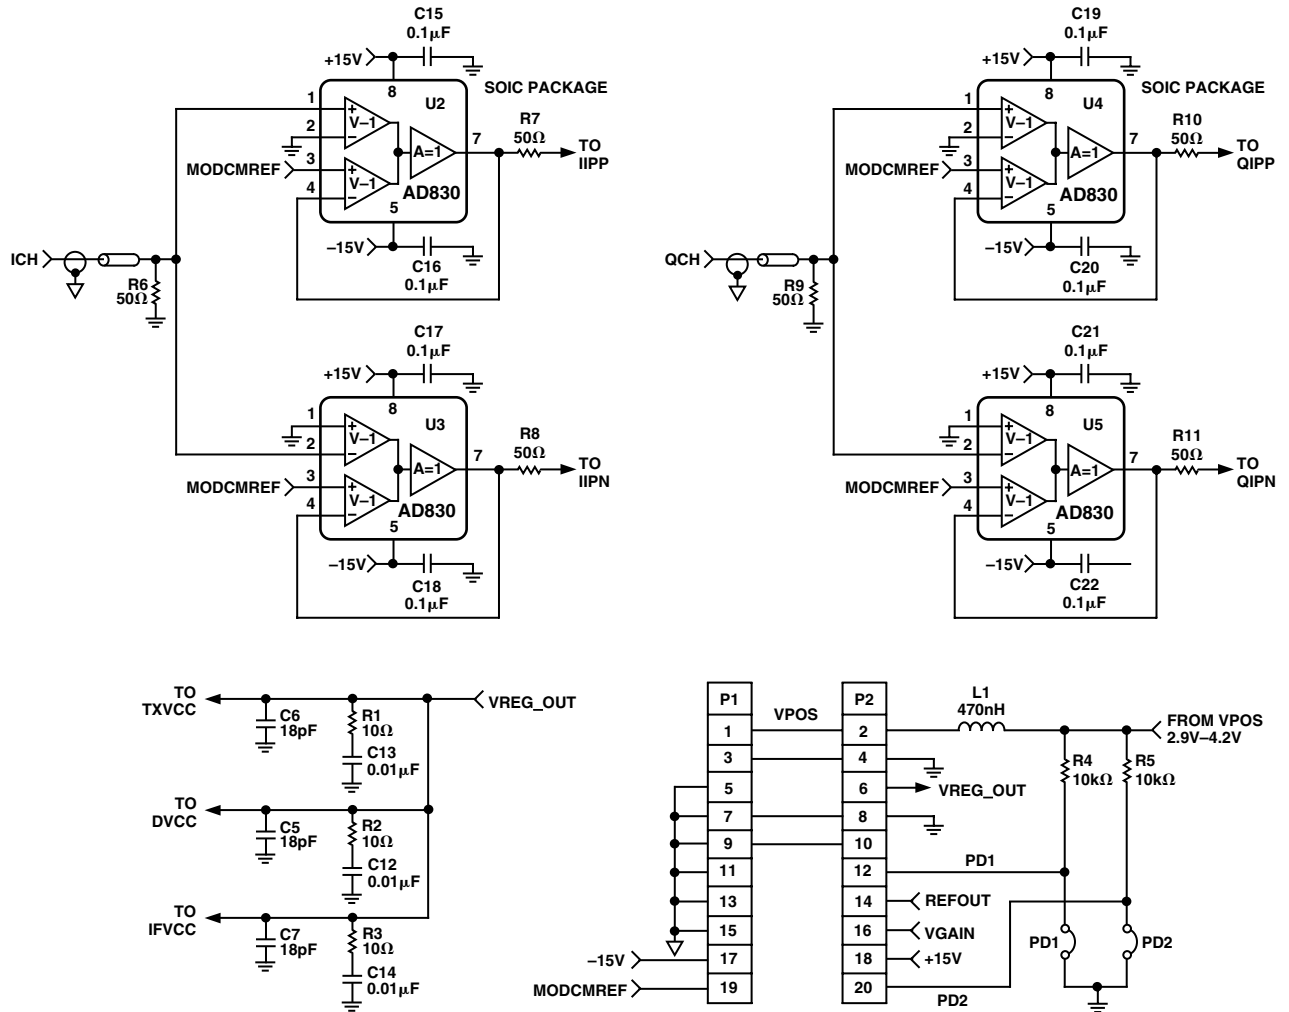 C15
0.1µF
+15V
SOIC PACKAGE
8
U2
1
2
V–1
+
–
R7
50Ω
7
A=1
TO
IIPP
MODCMREF
3
4
+
V–1
–
AD830
5
–15V
C16
0.1µF
ICH
R6
50Ω
C17
0.1µF
+15V
8
U3
1
2
+
V–1
–
R8
50Ω
7
A=1
TO
IIPN
MODCMREF
3
4
+
V–1
–
AD830
5
–15V
C18
0.1µF
C19
0.1µF
+15V
SOIC PACKAGE
8
U4
1
2
+
V–1
–
R10
50Ω
7
A=1
TO
QIPP
MODCMREF
3
4
+
V–1
–
AD830
5
–15V
C20
0.1µF
QCH
R9
50Ω
C21
0.1µF
+15V
8
U5
1
2
+
V–1
–
R11
50Ω
7
A=1
TO
QIPN
MODCMREF
3
4
+
V–1
–
AD830
5
–15V
C22
0.1µF
TO
TXVCC
VREG_OUT
C6
18pF
R1
10Ω
C13
0.01µF
TO
DVCC
C5
18pF
R2
10Ω
C12
0.01µF
TO
IFVCC
C7
18pF
R3
10Ω
C14
0.01µF
P1
P2
L1
470nH
1
VPOS
2
FROM VPOS
2.9V–4.2V
3
4
R4
10kΩ
R5
10kΩ
5
6
VREG_OUT
7
8
9
10
11
12
PD1
13
14
REFOUT
15
16
VGAIN
PD1
PD2
–15V
17
18
+15V
MODCMREF
19
20
PD2